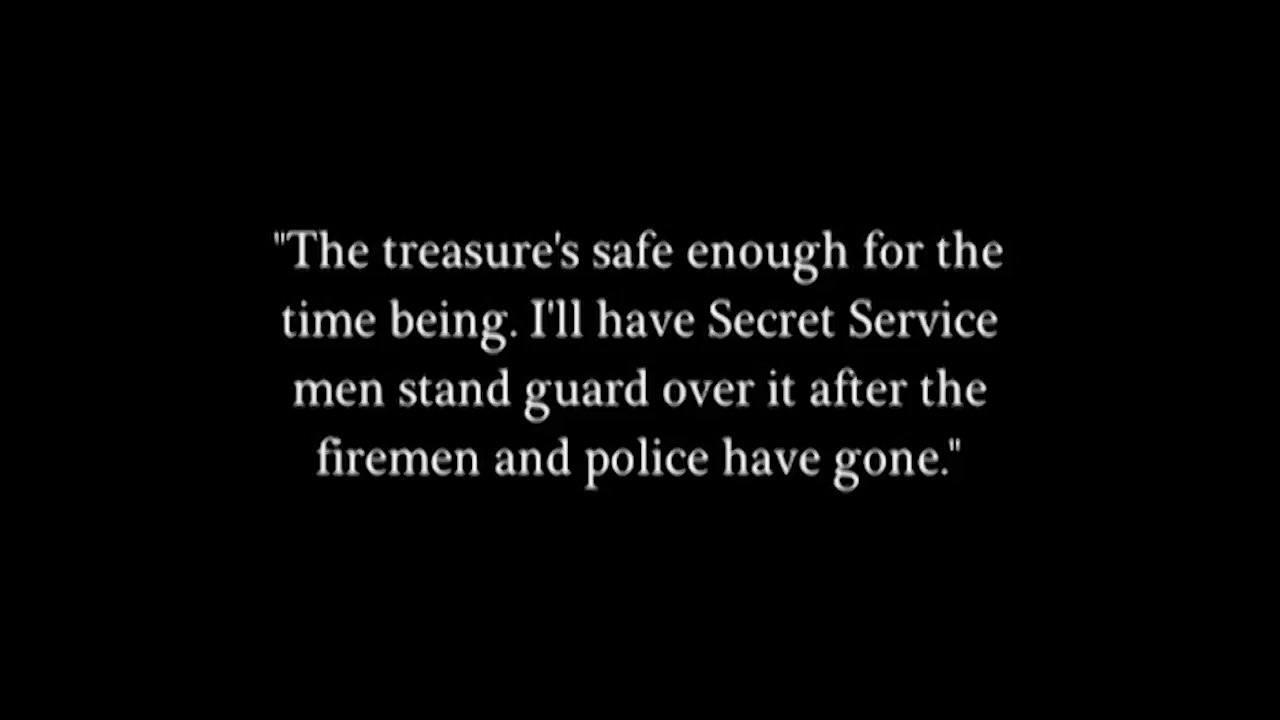 "The treasure's safe enough for the
time being. I'll have Secret Service
men stand guard over it after the
firemen and police have gone."